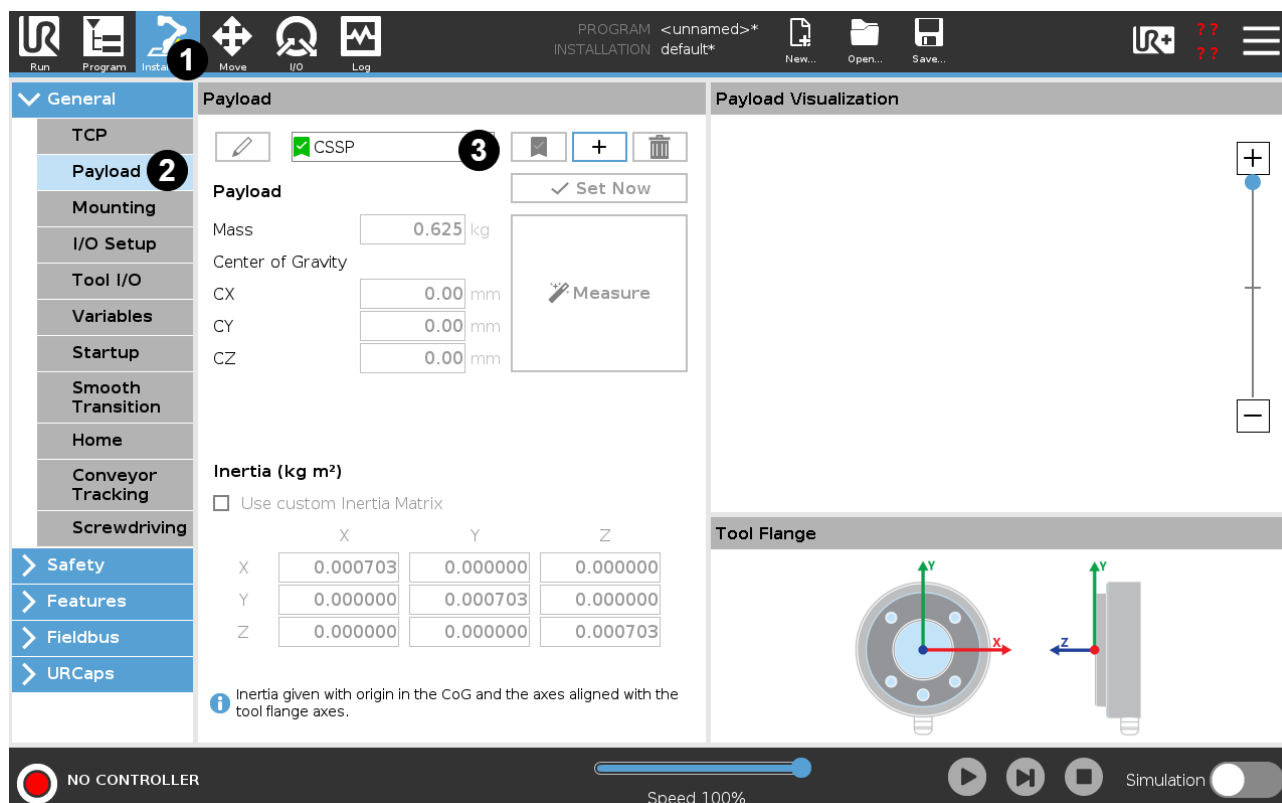 PROGRAM <unnamed>*
INSTALLATION default*
UR+
? ?
? ?
UR
Run
Program
1
Move
I/O
Log
New...
Open...
Save...
General
TCP
Payload 2
Mounting
I/O Setup
Tool I/O
Variables
Startup
Smooth
Transition
Home
Conveyor
Tracking
Screwdriving
Safety
Features
Fieldbus
URCaps
Payload
CSSP 3
+
Payload
Set Now
Mass 0.625 kg
Center of Gravity
CX 0.00 mm
CY 0.00 mm
CZ 0.00 mm
Measure
Inertia (kg m²)
Use custom Inertia Matrix
X Y Z
X 0.000703 0.000000 0.000000
Y 0.000000 0.000703 0.000000
Z 0.000000 0.000000 0.000703
Inertia given with origin in the CoG and the axes aligned with the
tool flange axes.
Payload Visualization
+
−
Tool Flange
Y
X
Y
Z
NO CONTROLLER
Speed 100%
Simulation